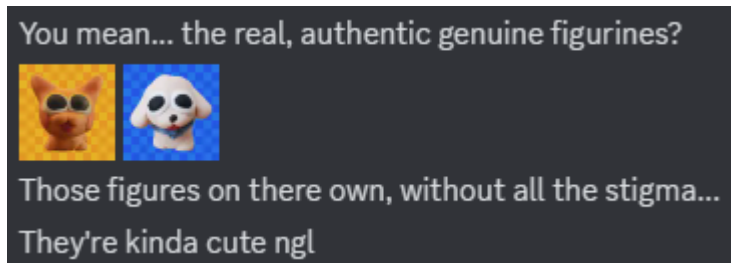 You mean... the real, authentic genuine figurines?
Those figures on there own, without all the stigma...
They're kinda cute ngl